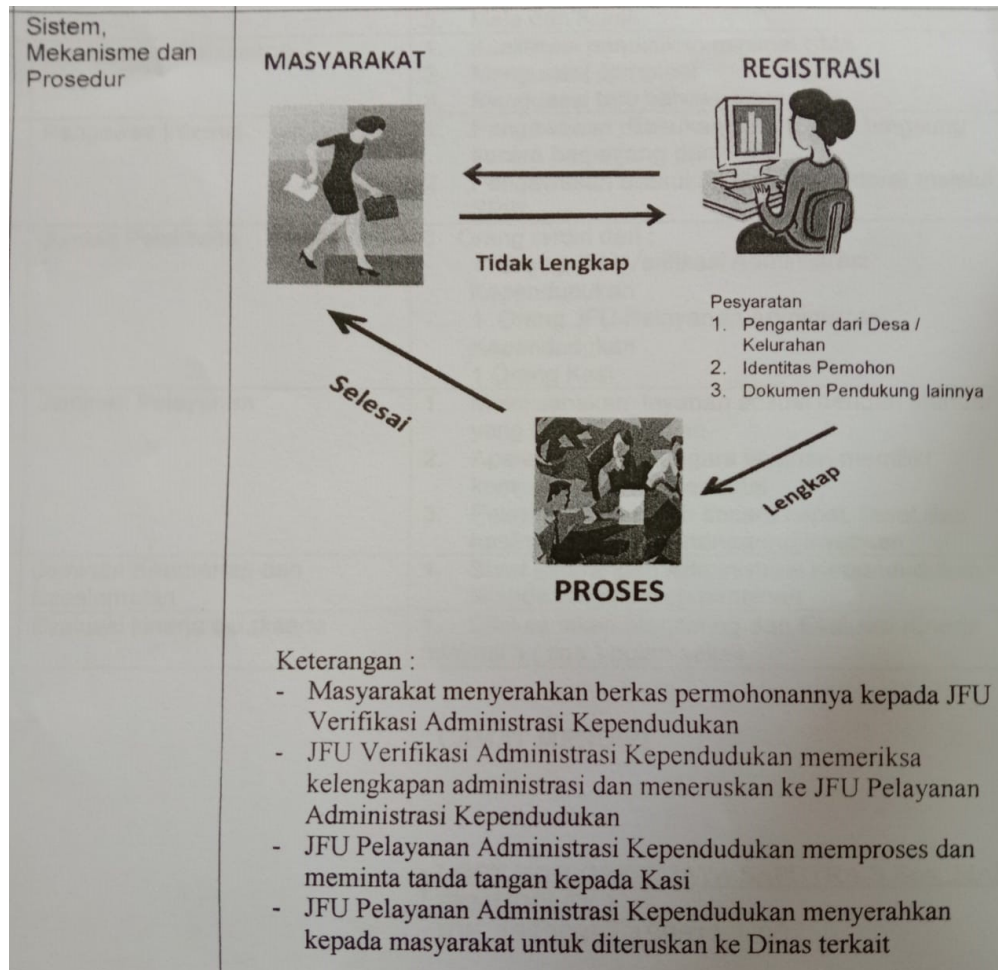 Sistem,
Mekanisme dan
Prosedur
MASYARAKAT
REGISTRASI
Tidak Lengkap
Pesyaratan
1. Pengantar dari Desa /
Kelurahan
2. Identitas Pemohon
3. Dokumen Pendukung lainnya
Lengkap
Selesai
PROSES
Keterangan :
- Masyarakat menyerahkan berkas permohonannya kepada JFU
Verifikasi Administrasi Kependudukan
- JFU Verifikasi Administrasi Kependudukan memeriksa
kelengkapan administrasi dan meneruskan ke JFU Pelayanan
Administrasi Kependudukan
- JFU Pelayanan Administrasi Kependudukan memproses dan
meminta tanda tangan kepada Kasi
- JFU Pelayanan Administrasi Kependudukan menyerahkan
kepada masyarakat untuk diteruskan ke Dinas terkait